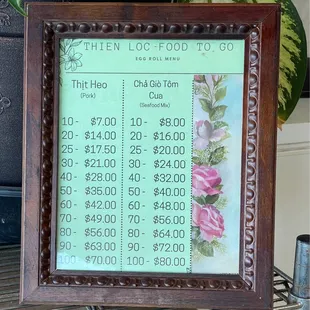 THIEN LOC-FOOD TO GO
EGG ROLL MENU
Thịt Heo
(Pork)
10 - $7.00
20 - $14.00
25 - $17.50
30 - $21.00
40 - $28.00
50 - $35.00
60 - $42.00
70 - $49.00
80 - $56.00
90 - $63.00
100 - $70.00
Chả Giò Tôm
Cua
(Seafood Mix)
10 - $8.00
20 - $16.00
25 - $20.00
30 - $24.00
40 - $32.00
50 - $40.00
60 - $48.00
70 - $56.00
80 - $64.00
90 - $72.00
100 - $80.00